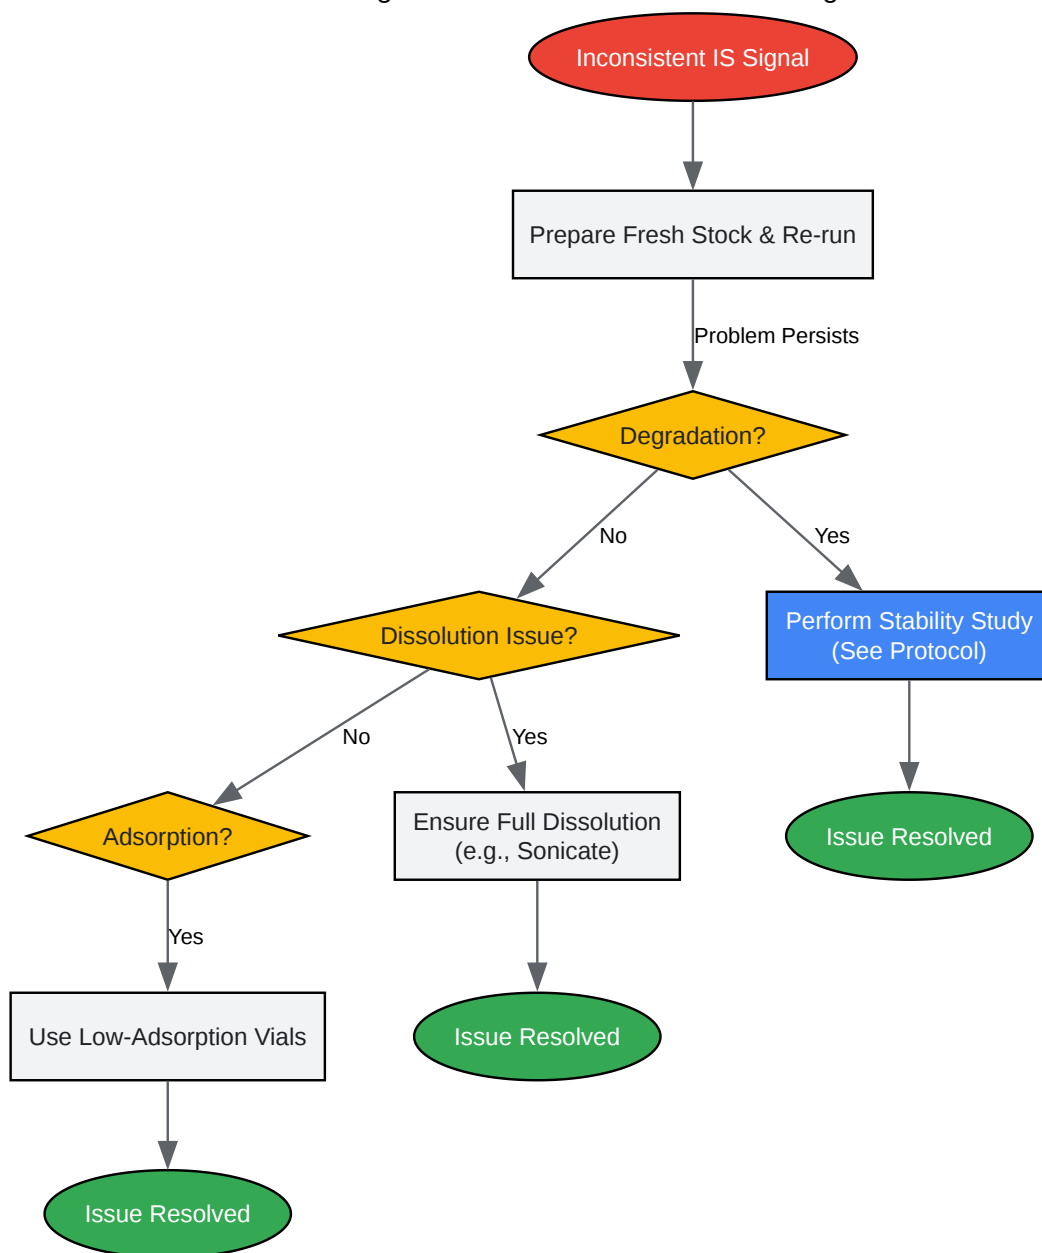 Inconsistent IS Signal
Prepare Fresh Stock & Re-run
Problem Persists
Degradation?
No
Yes
Dissolution Issue?
Perform Stability Study
(See Protocol)
No
Yes
Adsorption?
Ensure Full Dissolution
(e.g., Sonicate)
Issue Resolved
Yes
Use Low-Adsorption Vials
Issue Resolved
Issue Resolved